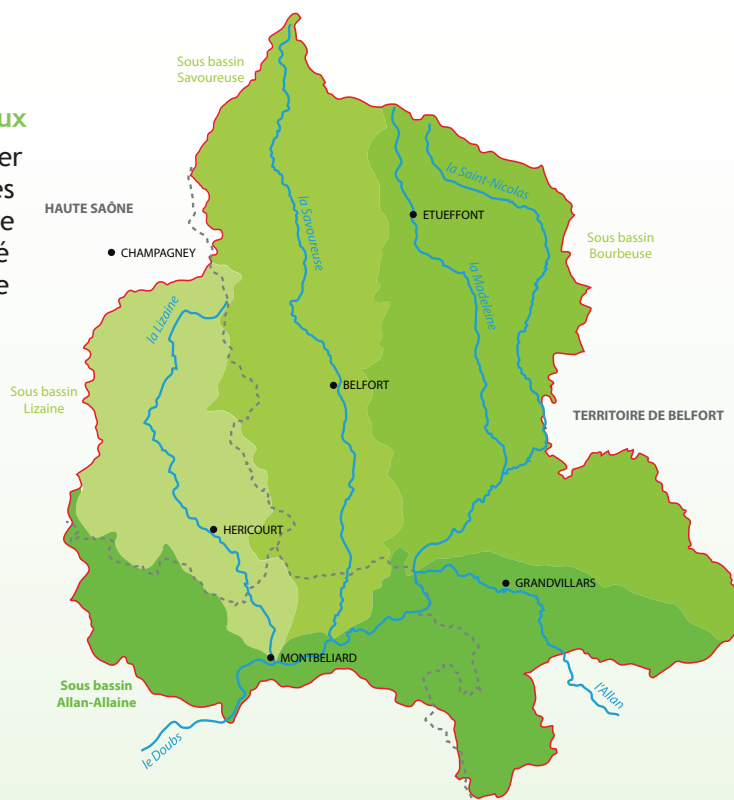 ux
er
es
e
é
e
Sous bassin
Savoureuse
HAUTE SAÔNE
CHAMPAGNEY
la Saint-Nicolas
ETUEFFONT
la Savoureuse
Sous bassin
Bourbeuse
la Madeleine
la Lizaine
Sous bassin
Lizaine
BELFORT
TERRITOIRE DE BELFORT
HERICOURT
GRANDVILLARS
MONTBELIARD
Sous bassin
Allan-Allaine
l'Allan
le Doubs